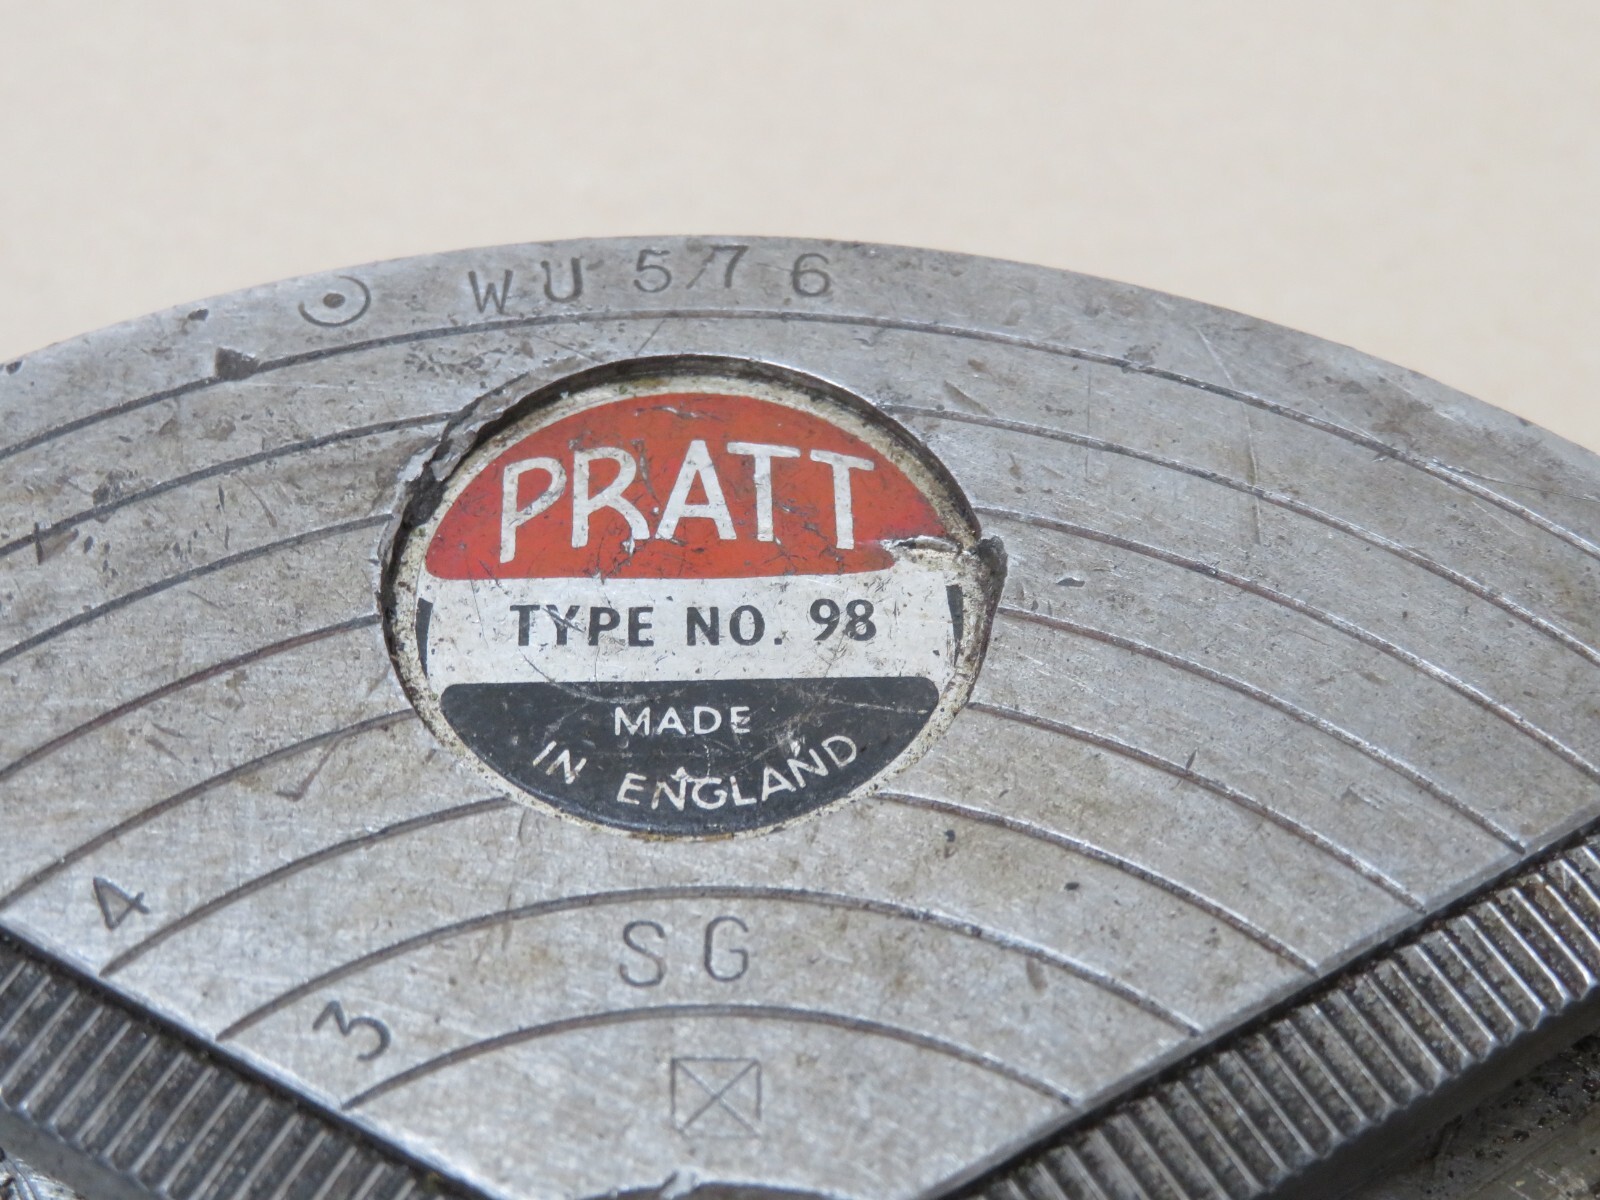 WU576
PRATT
TYPE NO. 98
MADE
IN ENGLAND
4
SG
3